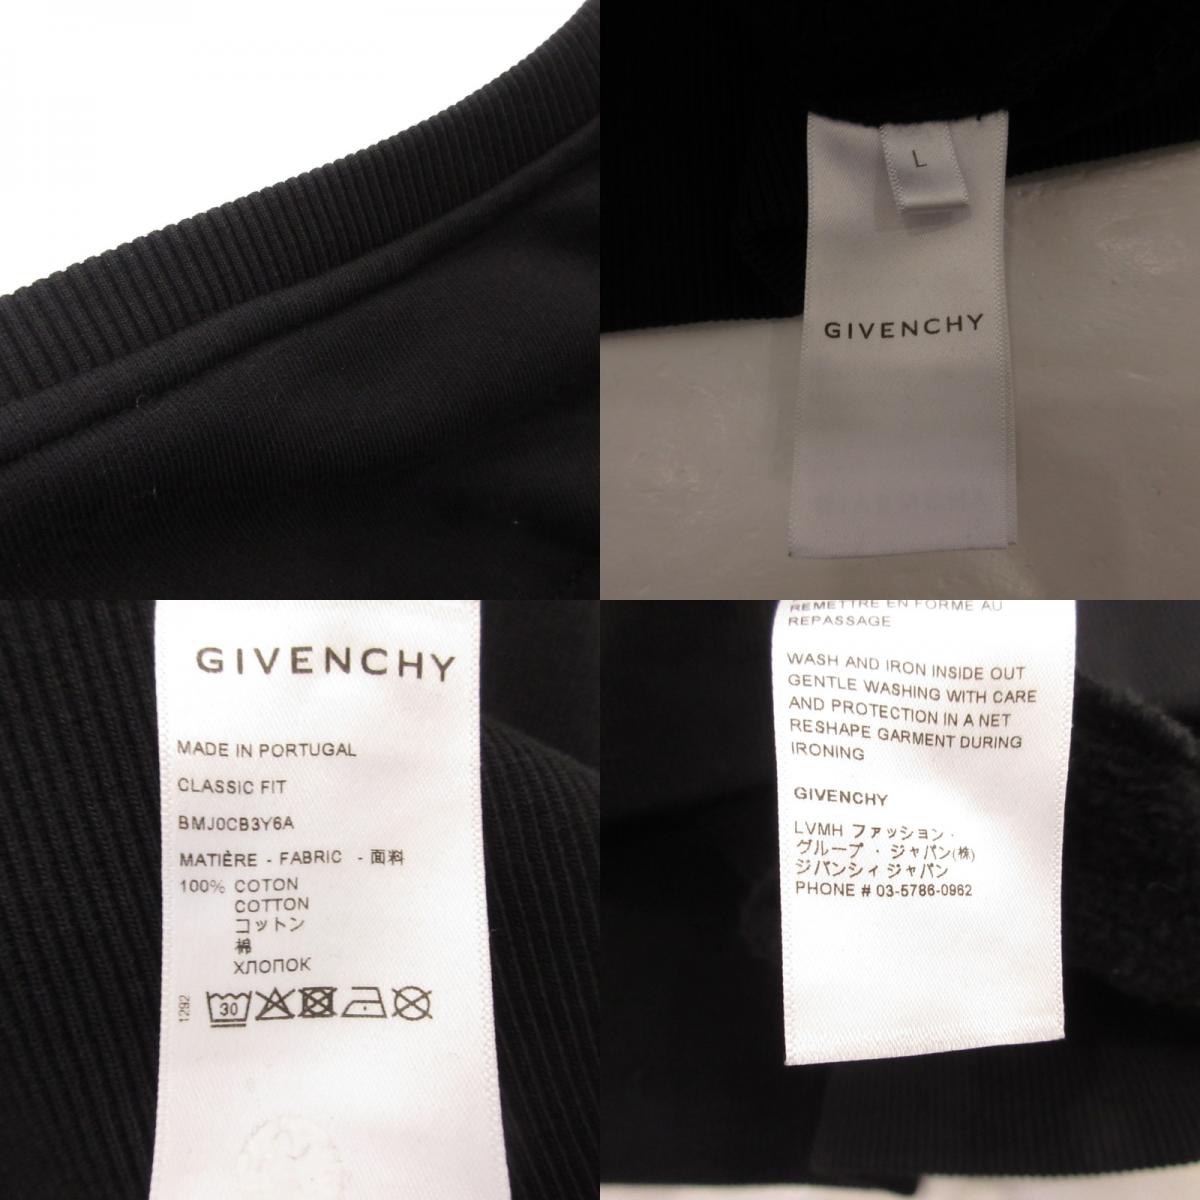 L
GIVENCHY
GIVENCHY
MADE IN PORTUGAL
CLASSIC FIT
BMJ0CB3Y6A
MATIÈRE - FABRIC - 面料
100% COTON
COTTON
コットン
棉
ХЛОПОК
1292
30
REMETTRE EN FORME AU
REPASSAGE
WASH AND IRON INSIDE OUT
GENTLE WASHING WITH CARE
AND PROTECTION IN A NET
RESHAPE GARMENT DURING
IRONING
GIVENCHY
LVMH ファッション・
グループ・ジャパン(株)
ジバンシィ ジャパン
PHONE # 03-5786-0962